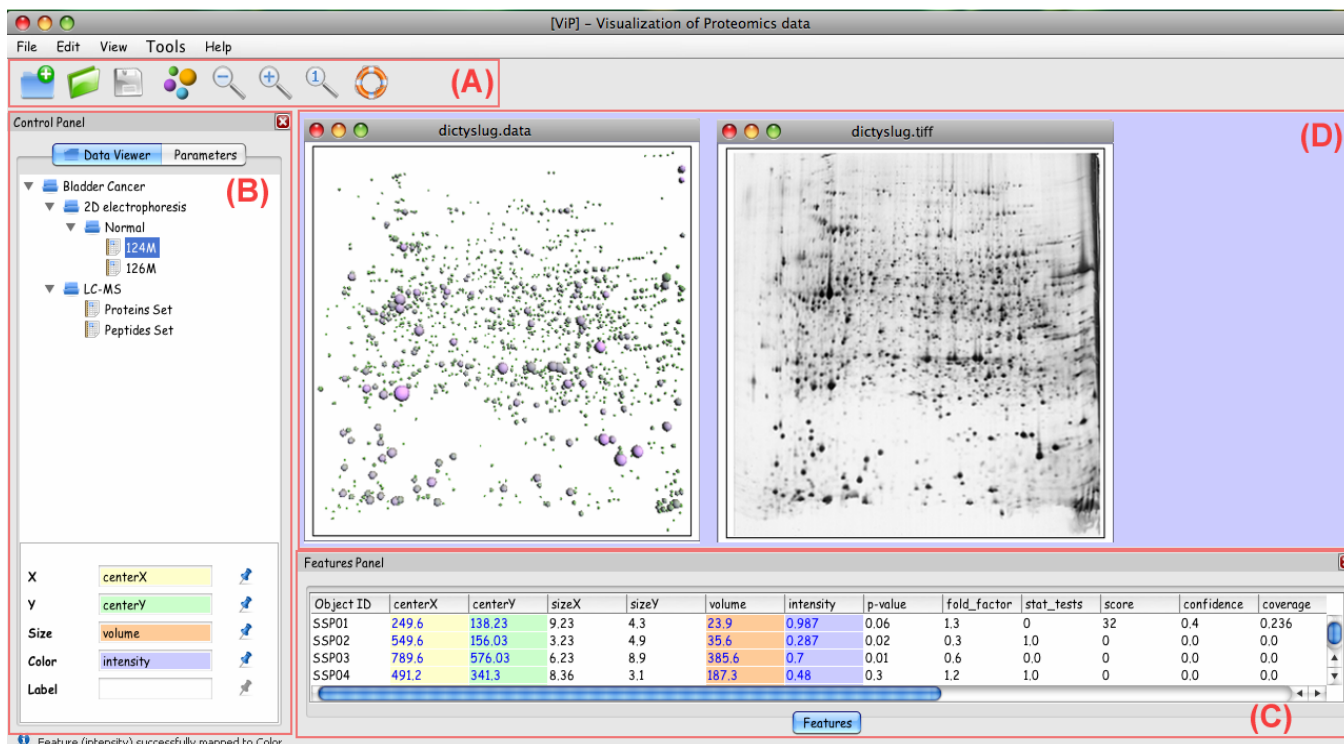 [ViP] - Visualization of Proteomics data
File Edit View Tools Help
1
(A)
Control Panel
Data Viewer Parameters
(B)
Bladder Cancer
2D electrophoresis
Normal
124M
126M
LC-MS
Proteins Set
Peptides Set
X centerX
Y centerY
Size volume
Color intensity
Label
dictyslug.data
dictyslug.tiff
(D)
Features Panel
Object ID centerX centerY sizeX sizeY volume intensity p-value fold_factor stat_tests score confidence coverage
SSP01 249.6 138.23 9.23 4.3 23.9 0.987 0.06 1.3 0 32 0.4 0.236
SSP02 549.6 156.03 3.23 4.9 35.6 0.287 0.02 0.3 1.0 0 0.0 0.0
SSP03 789.6 576.03 6.23 8.9 385.6 0.7 0.01 0.6 0.0 0 0.0 0.0
SSP04 491.2 341.3 8.36 3.1 187.3 0.48 0.3 1.2 1.0 0 0.0 0.0
Features
(C)
Feature (intensity) successfully mapped to Color